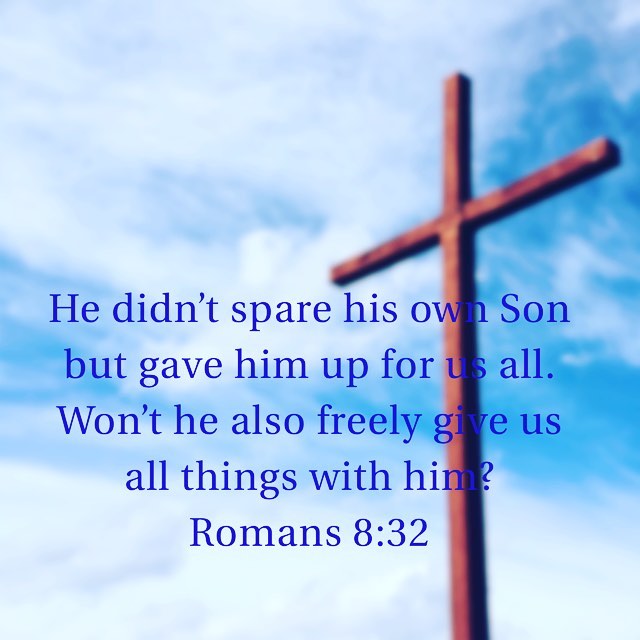 He didn’t spare his own Son
but gave him up for us all.
Won’t he also freely give us
all things with him?
Romans 8:32